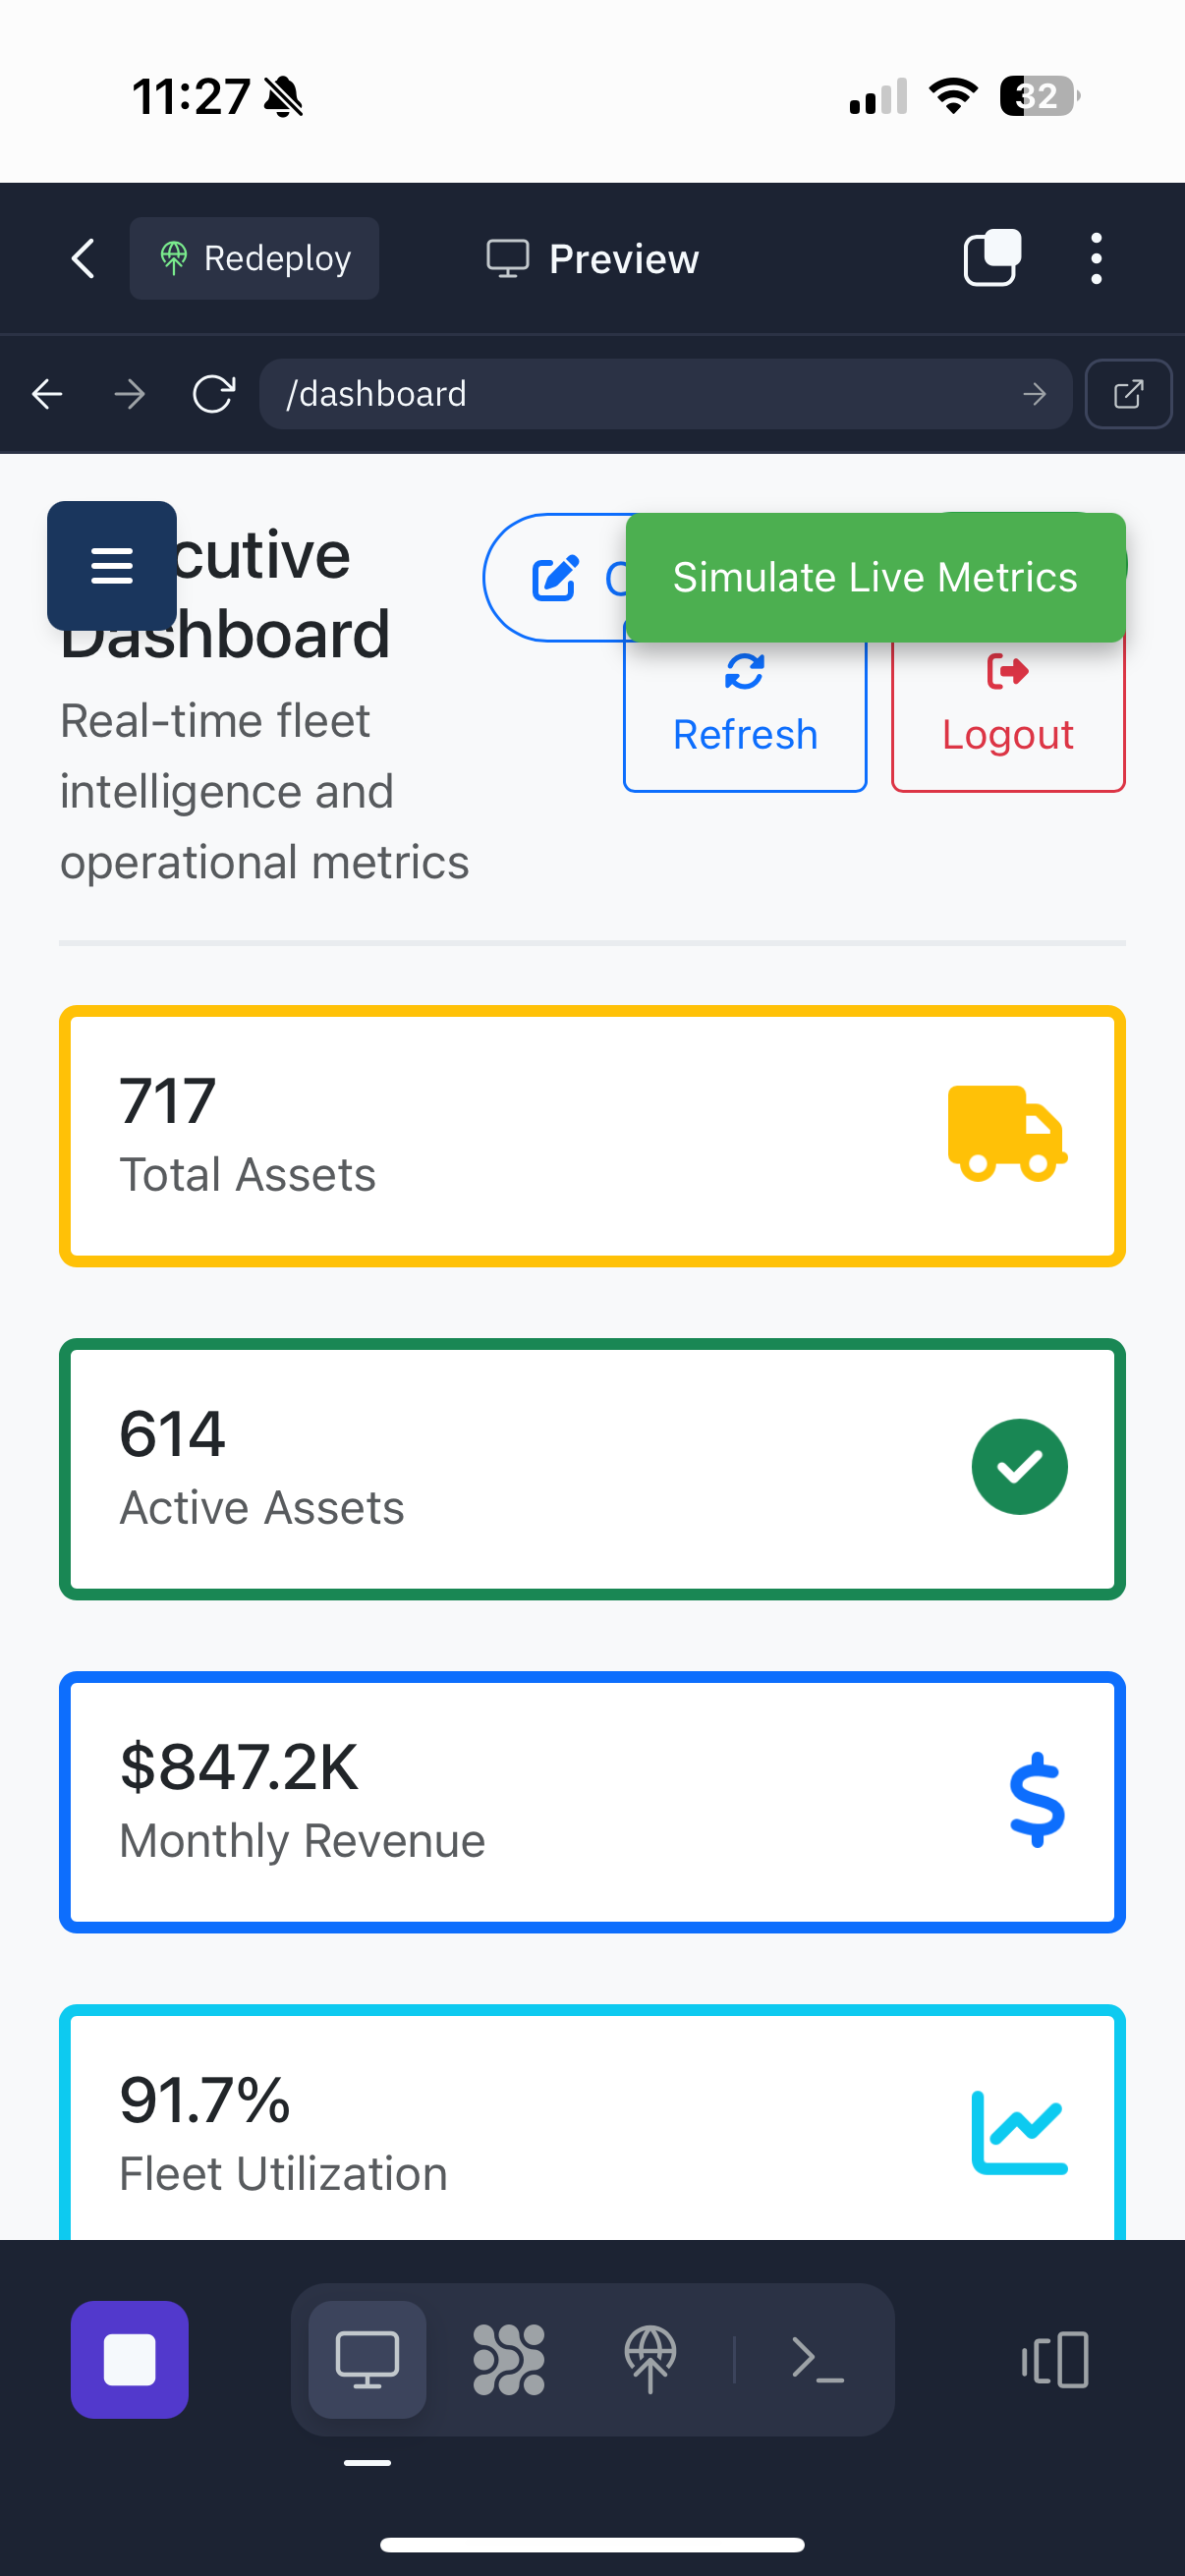 11:27
32
Redeploy
Preview
/dashboard
cutive
Dashboard
Simulate Live Metrics
Real-time fleet
intelligence and
operational metrics
Refresh
Logout
717
Total Assets
614
Active Assets
$847.2K
Monthly Revenue
91.7%
Fleet Utilization